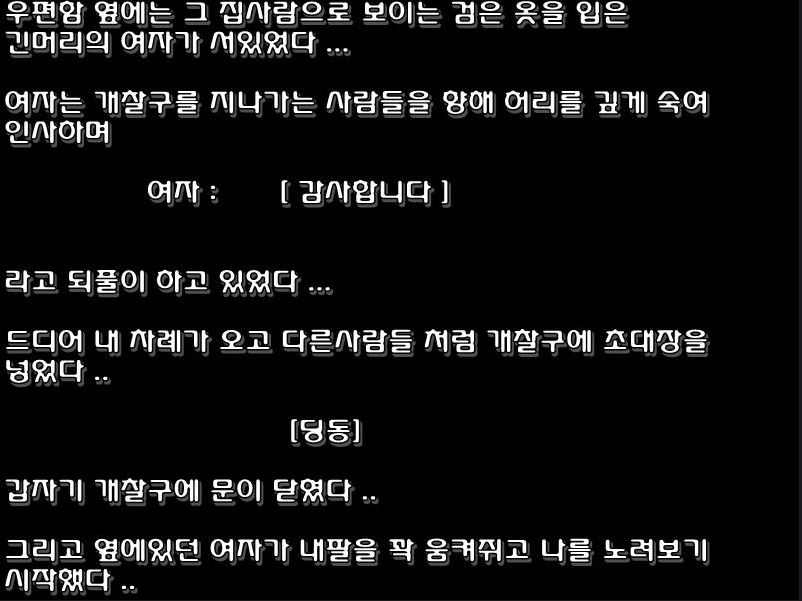 우편함 옆에는 그 집사람으로 보이는 검은 옷을 입은
긴머리의 여자가 서있었다 ...
여자는 개찰구를 지나가는 사람들을 향해 허리를 깊게 숙여
인사하며
여자 : [ 감사합니다 ]
라고 되풀이 하고 있었다 ...
드디어 내 차례가 오고 다른사람들 처럼 개찰구에 초대장을
넣었다 ..
[딩동]
갑자기 개찰구에 문이 닫혔다 ..
그리고 옆에있던 여자가 내팔을 꽉 움켜쥐고 나를 노려보기
시작했다 ..